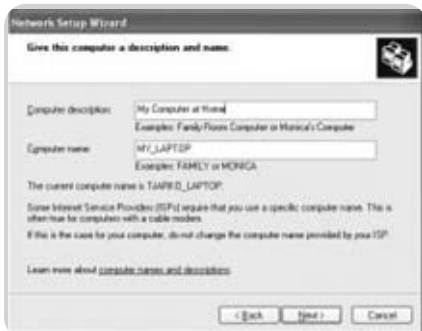 Network Setup Wizard
Give this computer a description and name.
Computer description:
My Computer at Home
Examples: Family Room Computer or Monica's Computer
Computer name:
MY_LAPTOP
Examples: FAMILY or MONICA
The current computer name is TJARKO_LAPTOP.
Some Internet Service Providers (ISPs) require that you use a specific computer name. This is
often true for computers with a cable modem.
If this is the case for your computer, do not change the computer name provided by your ISP.
Learn more about computer names and descriptions.
< Back
Next >
Cancel